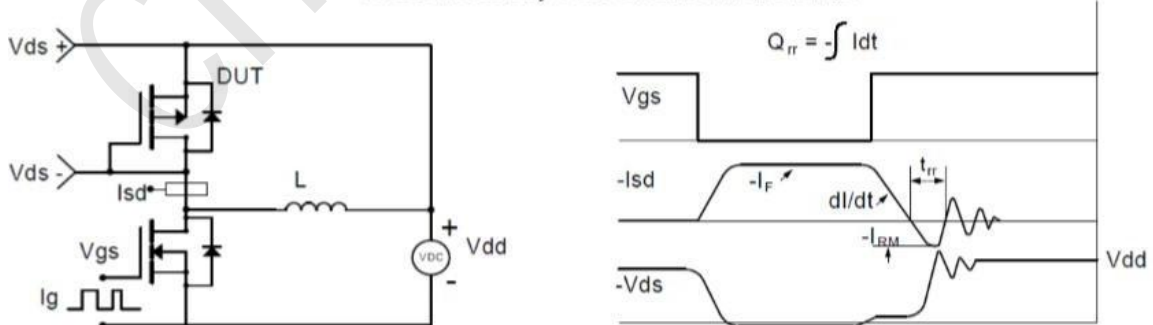 Vds +
DUT
Vds -
Isd
L
Vgs
Ig
+
VDC
-
Vdd
Qrr = -∫ Idt
Vgs
-Isd
-IF
dI/dt
trr
-IRM
-Vds
Vdd